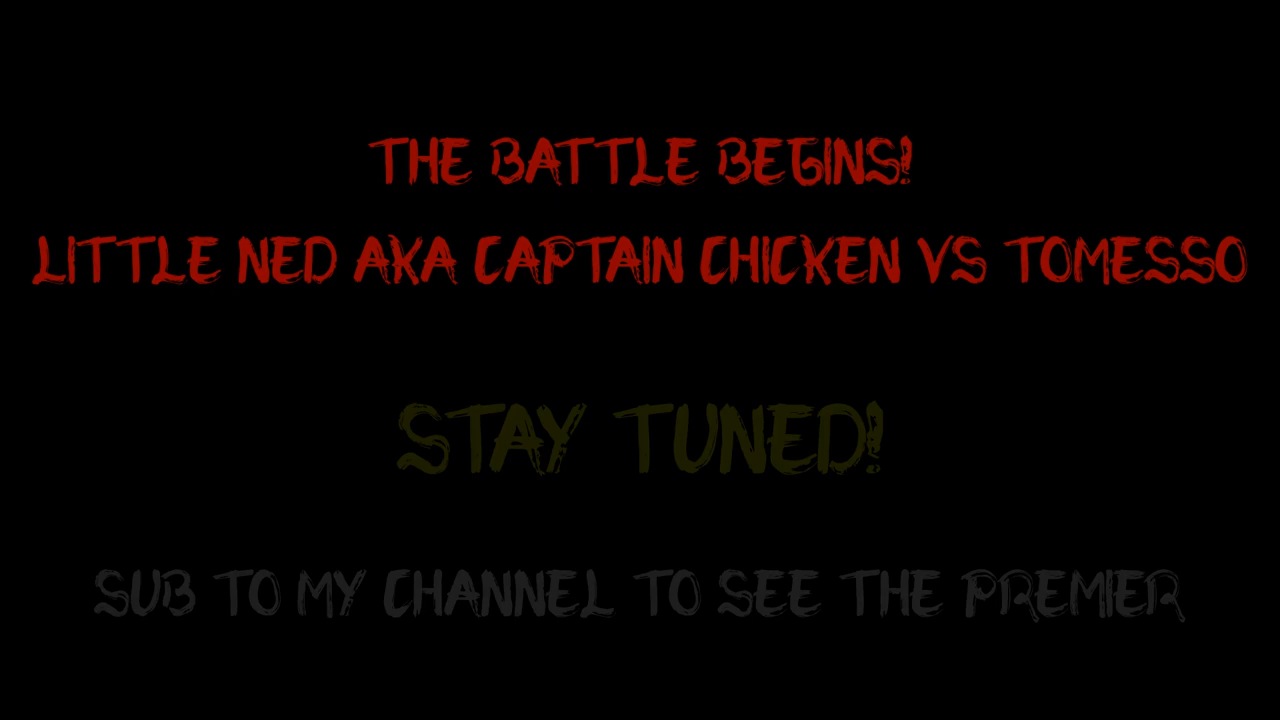 THE BATTLE BEGINS!
LITTLE NED AKA CAPTAIN CHICKEN VS TOMESSO
STAY TUNED!
SUB TO MY CHANNEL TO SEE THE PREMIER